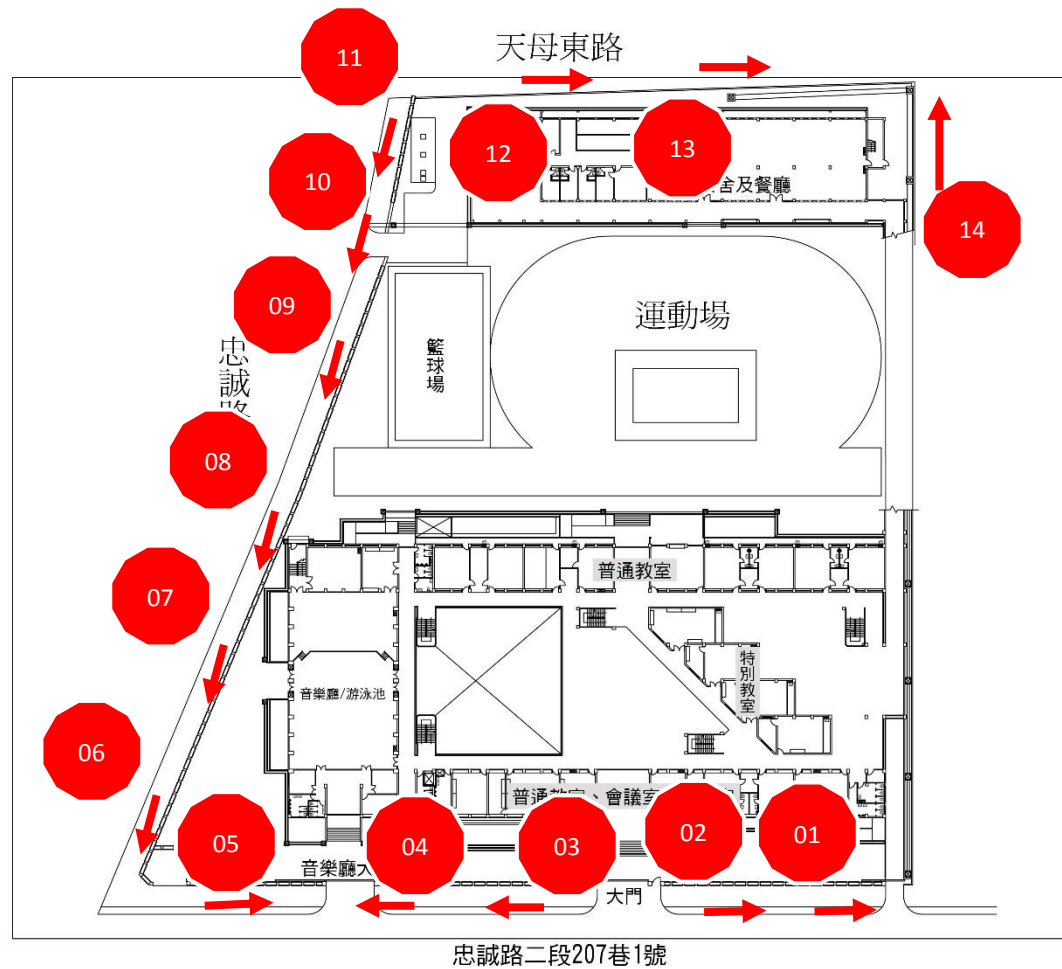 天母東路
11
12
13
10
舍及餐廳
14
09
運動場
籃球場
忠誠路
08
普通教室
07
特別教室
音樂廳/游泳池
06
普通教室、會議室
05
04
03
02
01
音樂廳
大門
忠誠路二段207巷1號